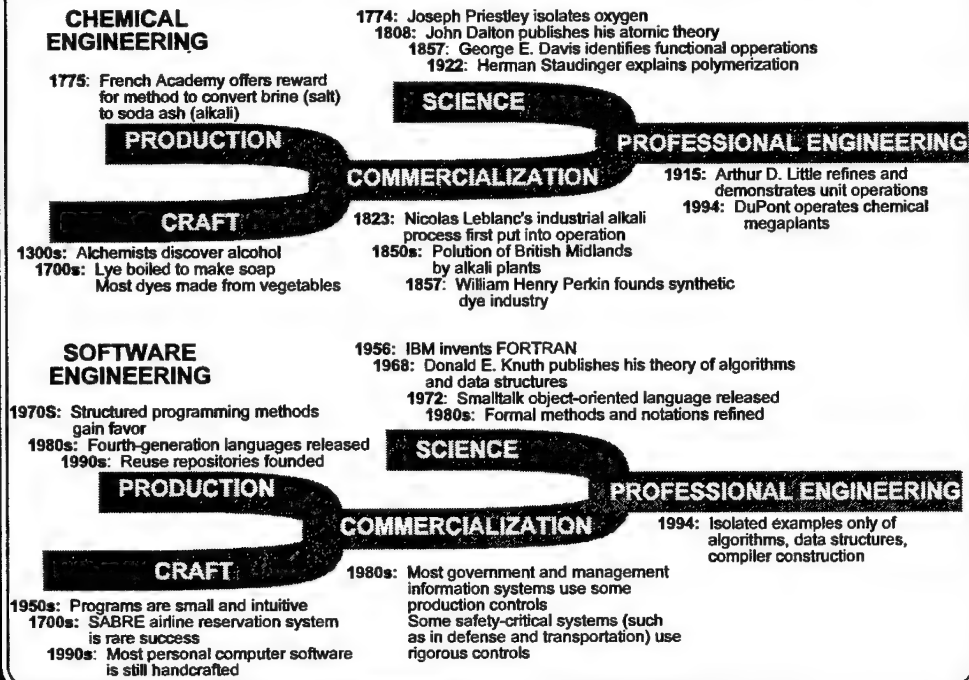 CHEMICAL
ENGINEERING
1774: Joseph Priestley isolates oxygen
1808: John Dalton publishes his atomic theory
1857: George E. Davis identifies functional opperations
1922: Herman Staudinger explains polymerization
1775: French Academy offers reward
for method to convert brine (salt)
to soda ash (alkali)
SCIENCE
PRODUCTION
PROFESSIONAL ENGINEERING
COMMERCIALIZATION
1915: Arthur D. Little refines and
demonstrates unit operations
1994: DuPont operates chemical
megaplants
CRAFT
1823: Nicolas Leblanc's industrial alkali
process first put into operation
1850s: Polution of British Midlands
by alkali plants
1857: William Henry Perkin founds synthetic
dye industry
1300s: Alchemists discover alcohol
1700s: Lye boiled to make soap
Most dyes made from vegetables
SOFTWARE
ENGINEERING
1956: IBM invents FORTRAN
1968: Donald E. Knuth publishes his theory of algorithms
and data structures
1972: Smalltalk object-oriented language released
1980s: Formal methods and notations refined
1970S: Structured programming methods
gain favor
1980s: Fourth-generation languages released
1990s: Reuse repositories founded
SCIENCE
PRODUCTION
PROFESSIONAL ENGINEERING
COMMERCIALIZATION
1994: Isolated examples only of
algorithms, data structures,
compiler construction
CRAFT
1980s: Most government and management
information systems use some
production controls
Some safety-critical systems (such
as in defense and transportation) use
rigorous controls
1950s: Programs are small and intuitive
1700s: SABRE airline reservation system
is rare success
1990s: Most personal computer software
is still handcrafted